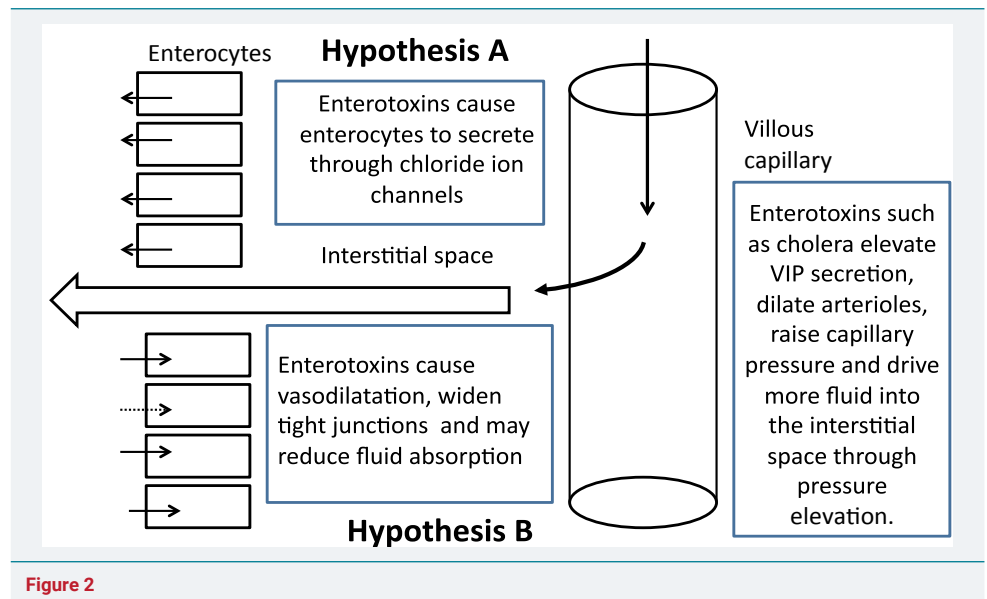 Enterocytes
Hypothesis A
Enterotoxins cause
enterocytes to secrete
through chloride ion
channels
Villous
capillary
Interstitial space
Enterotoxins such
as cholera elevate
VIP secretion,
dilate arterioles,
raise capillary
pressure and drive
more fluid into
the interstitial
space through
pressure
elevation.
Enterotoxins cause
vasodilatation, widen
tight junctions and may
reduce fluid absorption
Hypothesis B
Figure 2